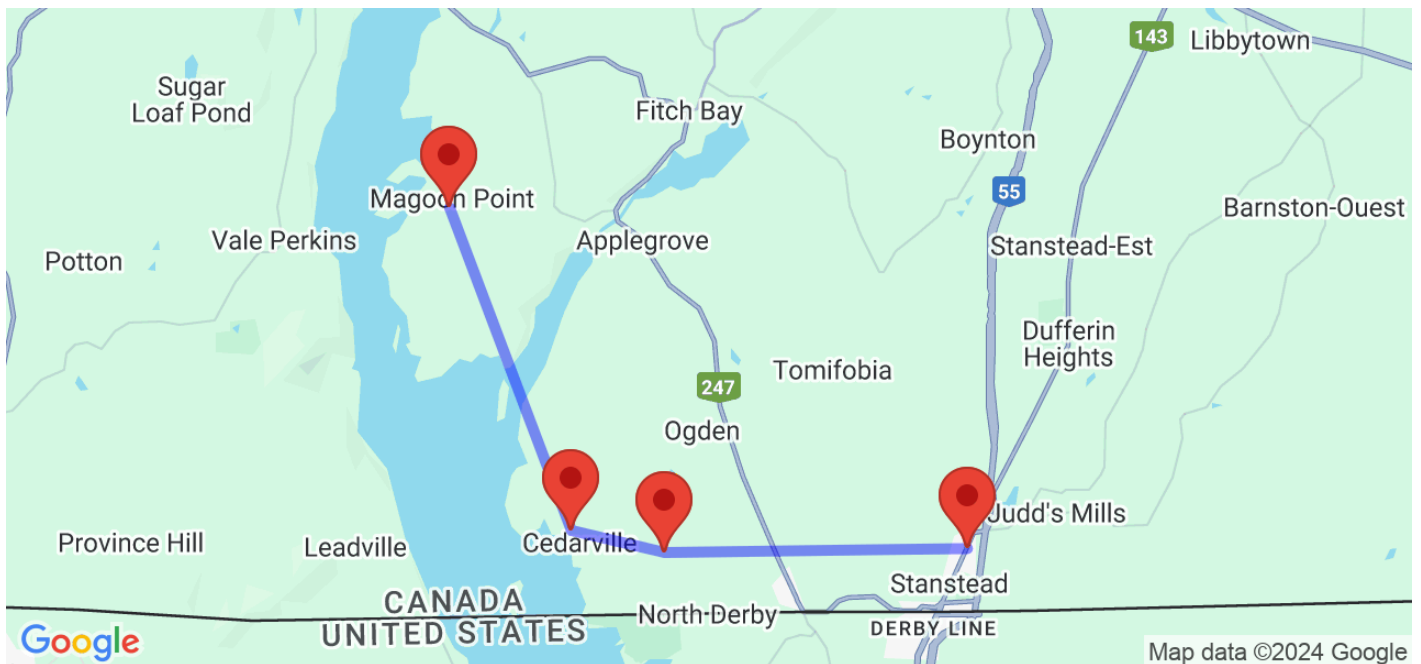 143
Libbytown
Sugar
Loaf Pond
Fitch Bay
Boynton
Magoon Point
55
Barnston-Ouest
Vale Perkins
Applegrove
Stanstead-Est
Potton
Dufferin
Heights
Tomifobia
247
Ogden
Judd's Mills
Province Hill
Leadville
Cedarville
Stanstead
CANADA
North-Derby
UNITED STATES
DERBY LINE
Google
Map data ©2024 Google